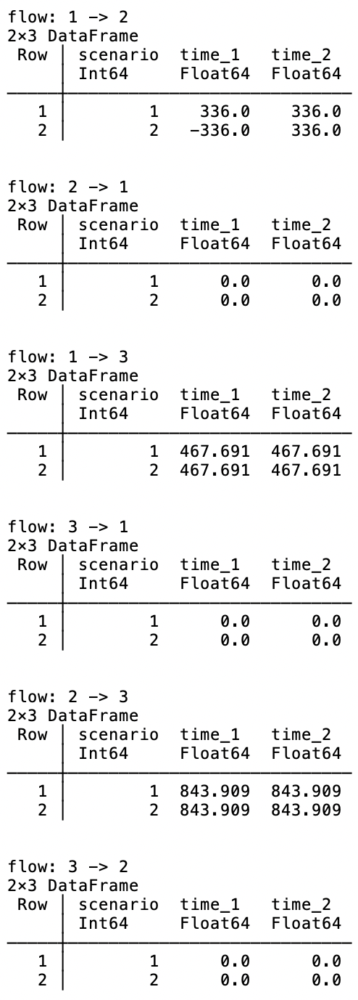 flow: 1 -> 2
2×3 DataFrame
Row │ scenario time_1 time_2
│ Int64 Float64 Float64
1 │ 1 336.0 336.0
2 │ 2 -336.0 336.0
flow: 2 -> 1
2×3 DataFrame
Row │ scenario time_1 time_2
│ Int64 Float64 Float64
1 │ 1 0.0 0.0
2 │ 2 0.0 0.0
flow: 1 -> 3
2×3 DataFrame
Row │ scenario time_1 time_2
│ Int64 Float64 Float64
1 │ 1 467.691 467.691
2 │ 2 467.691 467.691
flow: 3 -> 1
2×3 DataFrame
Row │ scenario time_1 time_2
│ Int64 Float64 Float64
1 │ 1 0.0 0.0
2 │ 2 0.0 0.0
flow: 2 -> 3
2×3 DataFrame
Row │ scenario time_1 time_2
│ Int64 Float64 Float64
1 │ 1 843.909 843.909
2 │ 2 843.909 843.909
flow: 3 -> 2
2×3 DataFrame
Row │ scenario time_1 time_2
│ Int64 Float64 Float64
1 │ 1 0.0 0.0
2 │ 2 0.0 0.0